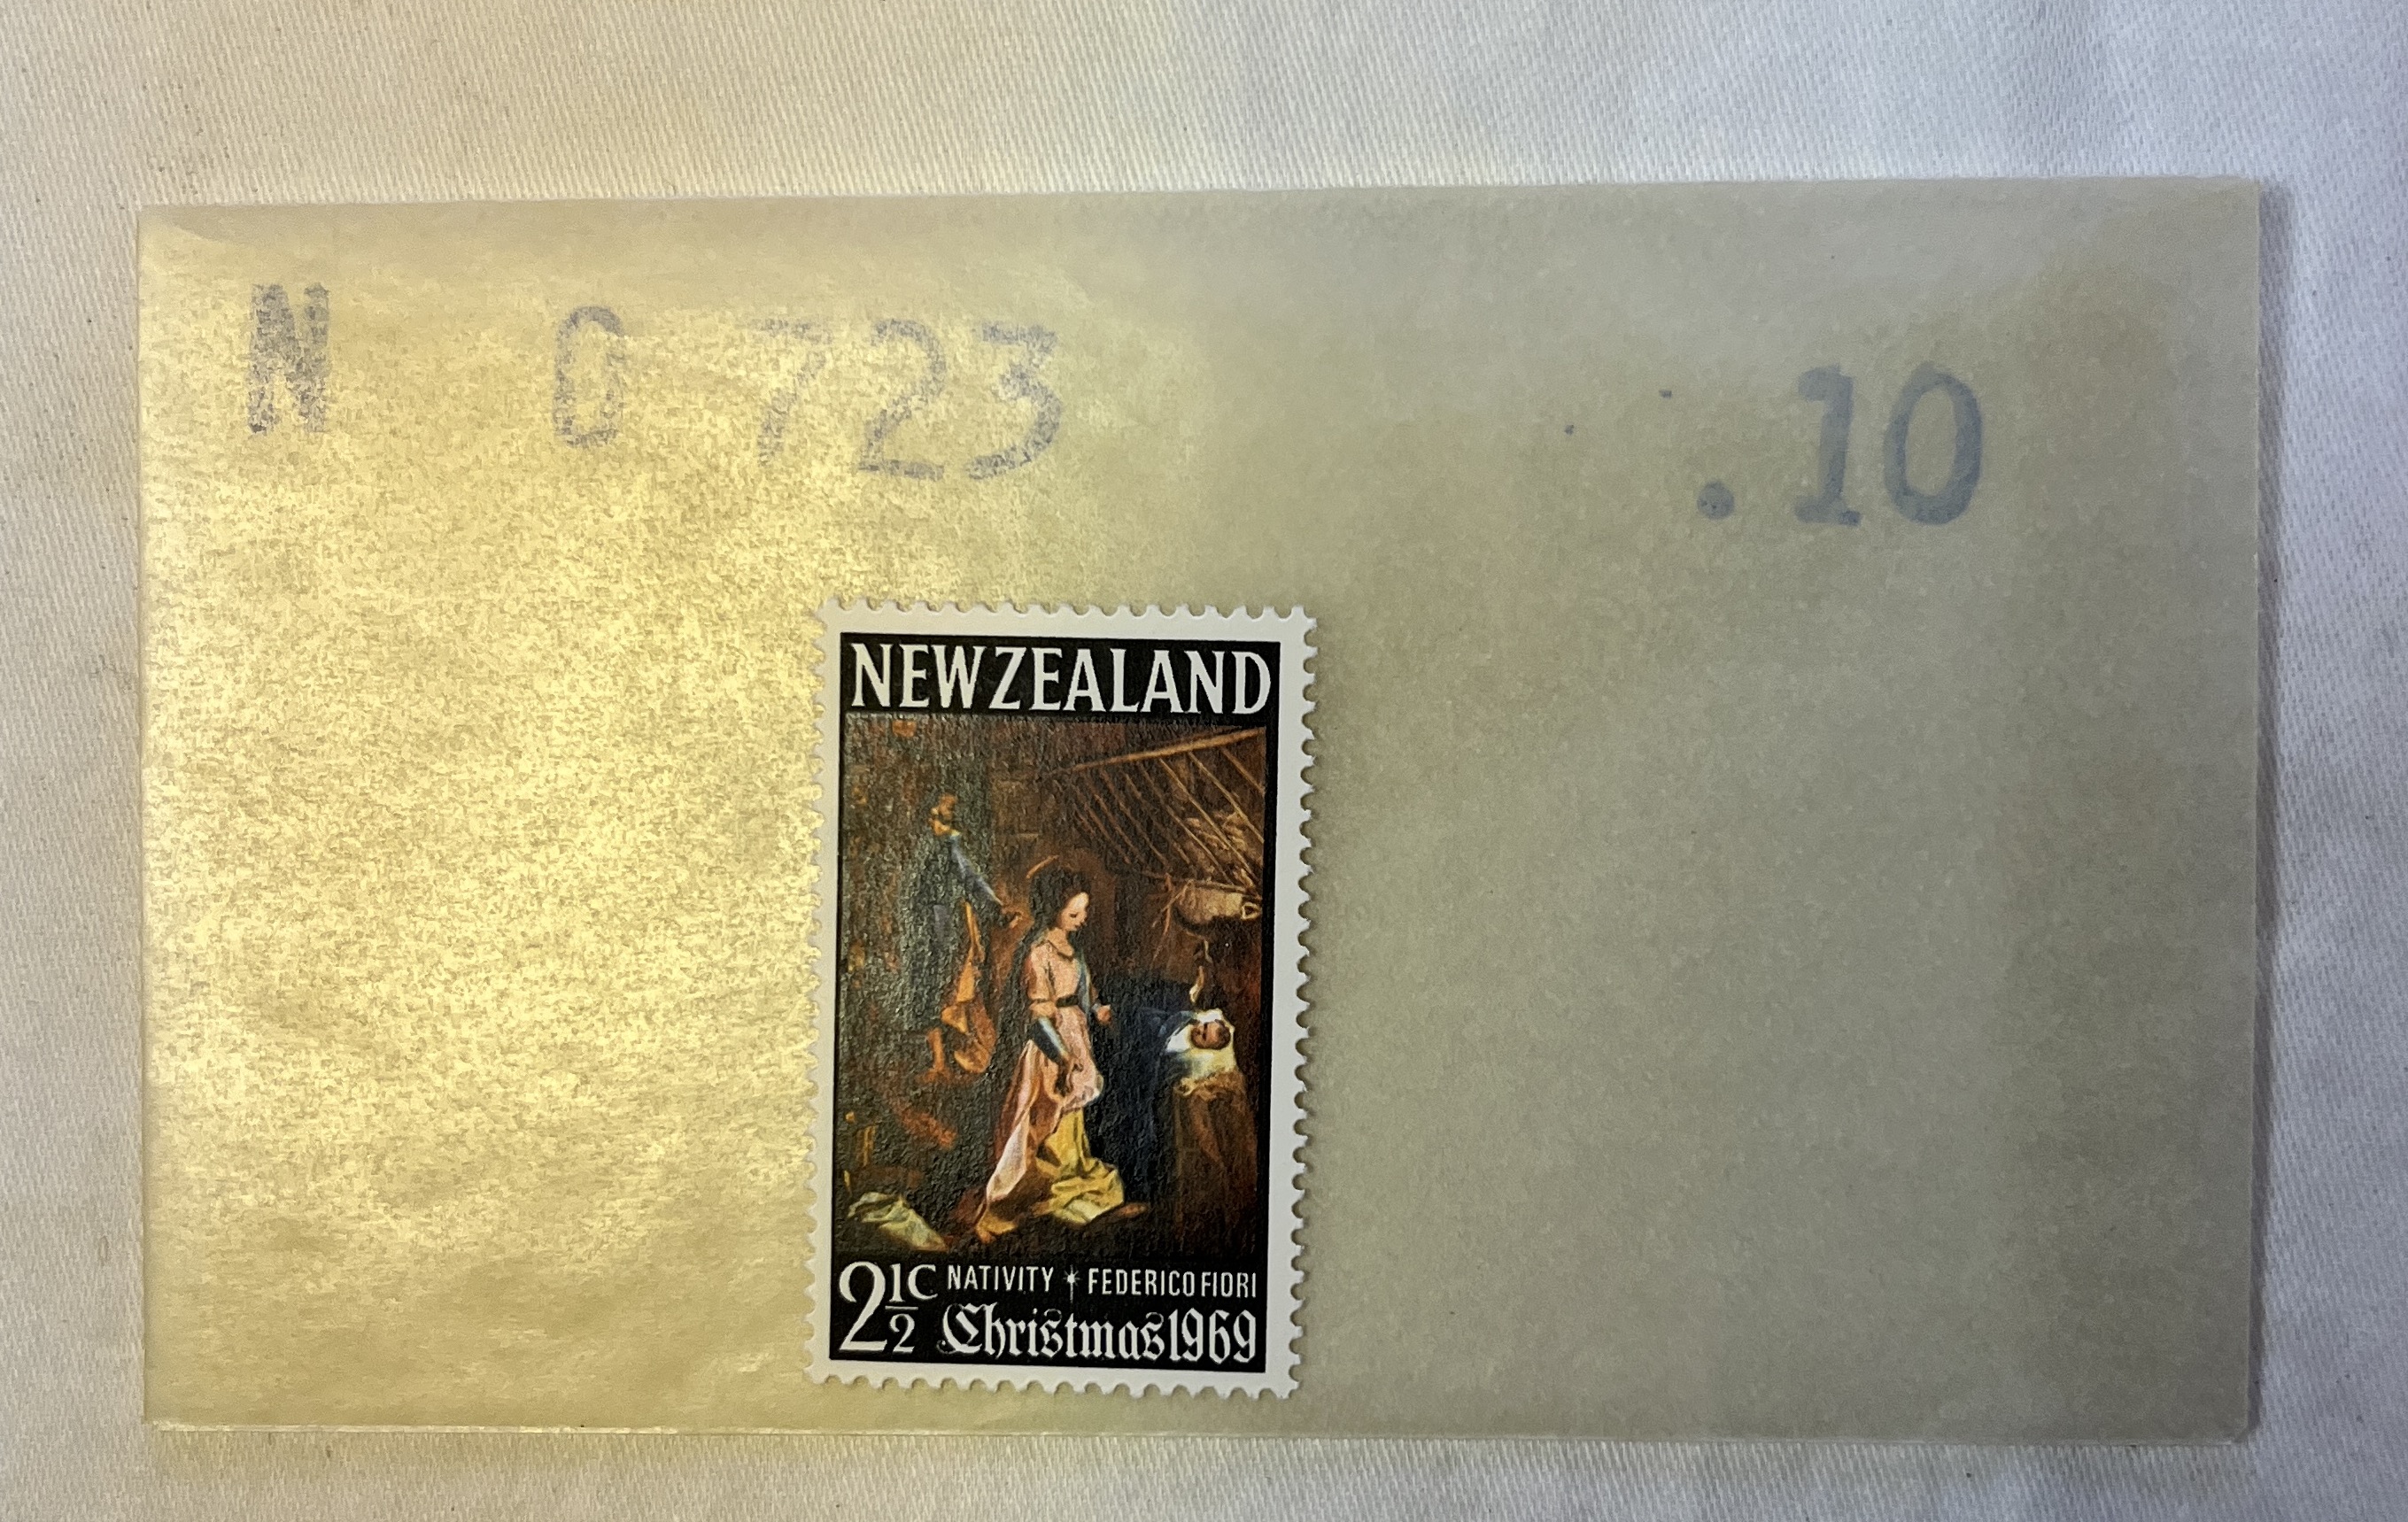 N G 723
.10
NEW ZEALAND
2½C NATIVITY FEDERICO FIORI
Christmas 1969